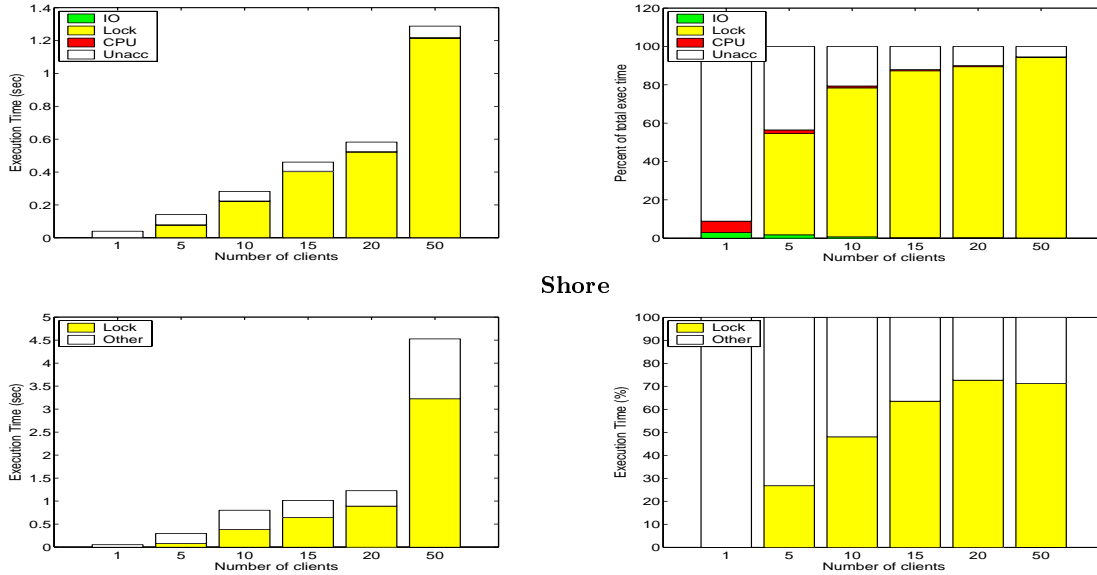 1.4
1.2
1
0.8
0.6
0.4
0.2
0
Execution Time (sec)
IO
Lock
CPU
Unacc
1 5 10 15 20 50
Number of clients
120
100
80
60
40
20
0
Percent of total exec time
IO
Lock
CPU
Unacc
1 5 10 15 20 50
Number of clients
Shore
5
4.5
4
3.5
3
2.5
2
1.5
1
0.5
0
Execution Time (sec)
Lock
Other
1 5 10 15 20 50
Number of clients
100
90
80
70
60
50
40
30
20
10
0
Execution Time (%)
Lock
Other
1 5 10 15 20 50
Number of clients